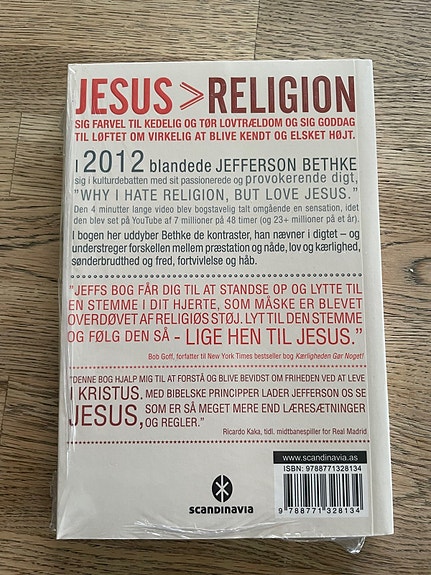 JESUS > RELIGION
SIG FARVEL TIL KEDELIG OG TØR LOVTRÆLDOM OG SIG GODDAG
TIL LØFTET OM VIRKELIG AT BLIVE KENDT OG ELSKET HØJT.
I 2012 blandede JEFFERSON BETHKE
sig i kulturdebatten med sit passionerede og provokerende digt,
"WHY I HATE RELIGION, BUT LOVE JESUS."
Den 4 minutter lange video blev bogstavelig talt omgående en sensation, idet
den blev set på YouTube af 7 millioner på 48 timer (og 23+ millioner på et år).
I bogen her uddyber Bethke de kontraster, han nævner i digtet – og
understreger forskellen mellem præstation og nåde, lov og kærlighed,
sønderbrudthed og fred, fortvivlelse og håb.
"JEFFS BOG FÅR DIG TIL AT STANDSE OP OG LYTTE TIL
EN STEMME I DIT HJERTE, SOM MÅSKE ER BLEVET
OVERDØVET AF RELIGIØS STØJ. LYT TIL DEN STEMME
OG FØLG DEN SÅ - LIGE HEN TIL JESUS."
Bob Goff, forfatter til New York Times bestseller bog Kærligheden Gør Noget!
"DENNE BOG HJALP MIG TIL AT FORSTÅ OG BLIVE BEVIDST OM FRIHEDEN VED AT LEVE
I KRISTUS. MED BIBELSKE PRINCIPPER LADER JEFFERSON OS SE
JESUS, SOM ER SÅ MEGET MERE END LÆRESÆTNINGER
OG REGLER."
Ricardo Kaka, tidl. midtbanespiller for Real Madrid
www.scandinavia.as
ISBN: 9788771328134
9 788771 328134
SCANDINAVIA